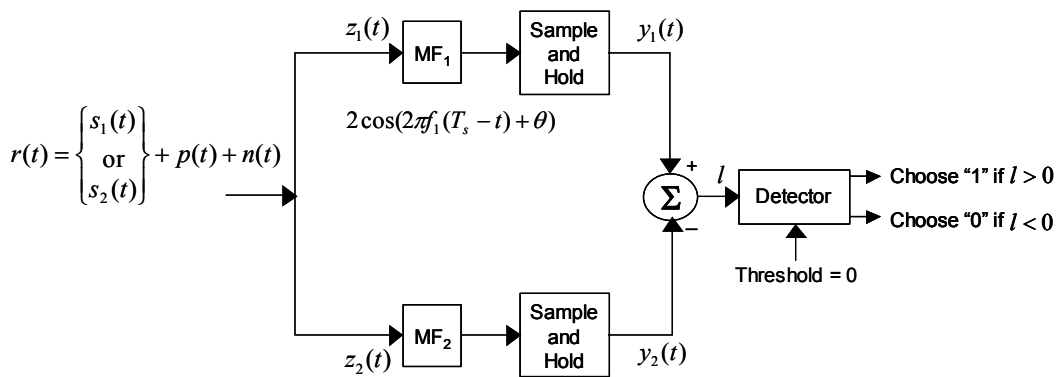 z₁(t)
MF₁
Sample
and
Hold
y₁(t)
2cos(2πf₁(Tₛ − t) + θ)
r(t) = { s₁(t)
or
s₂(t) } + p(t) + n(t)
+
l
Σ
−
Detector
Choose “1” if l > 0
Choose “0” if l < 0
Threshold = 0
z₂(t)
MF₂
Sample
and
Hold
y₂(t)